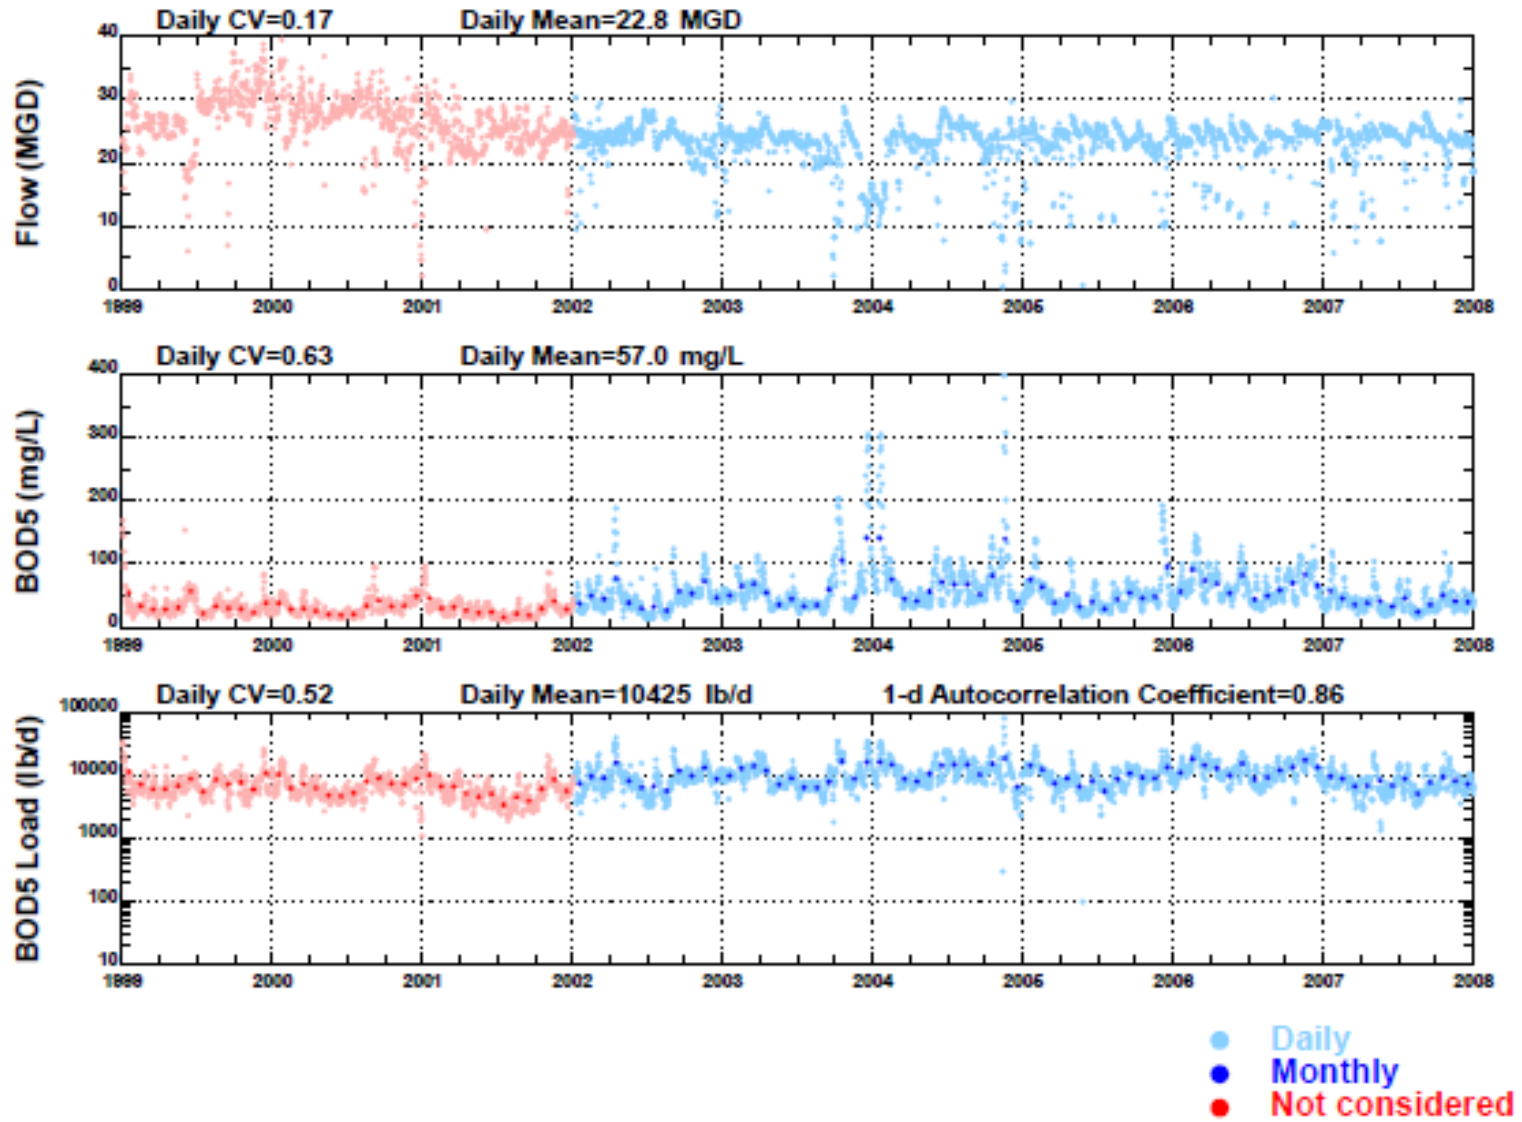 Daily CV=0.17 Daily Mean=22.8 MGD
Flow (MGD)
40
30
20
10
0
1999 2000 2001 2002 2003 2004 2005 2006 2007 2008
Daily CV=0.63 Daily Mean=57.0 mg/L
BOD5 (mg/L)
400
300
200
100
0
1999 2000 2001 2002 2003 2004 2005 2006 2007 2008
Daily CV=0.52 Daily Mean=10425 lb/d 1-d Autocorrelation Coefficient=0.86
BOD5 Load (lb/d)
100000
10000
1000
100
10
1999 2000 2001 2002 2003 2004 2005 2006 2007 2008
Daily
Monthly
Not considered